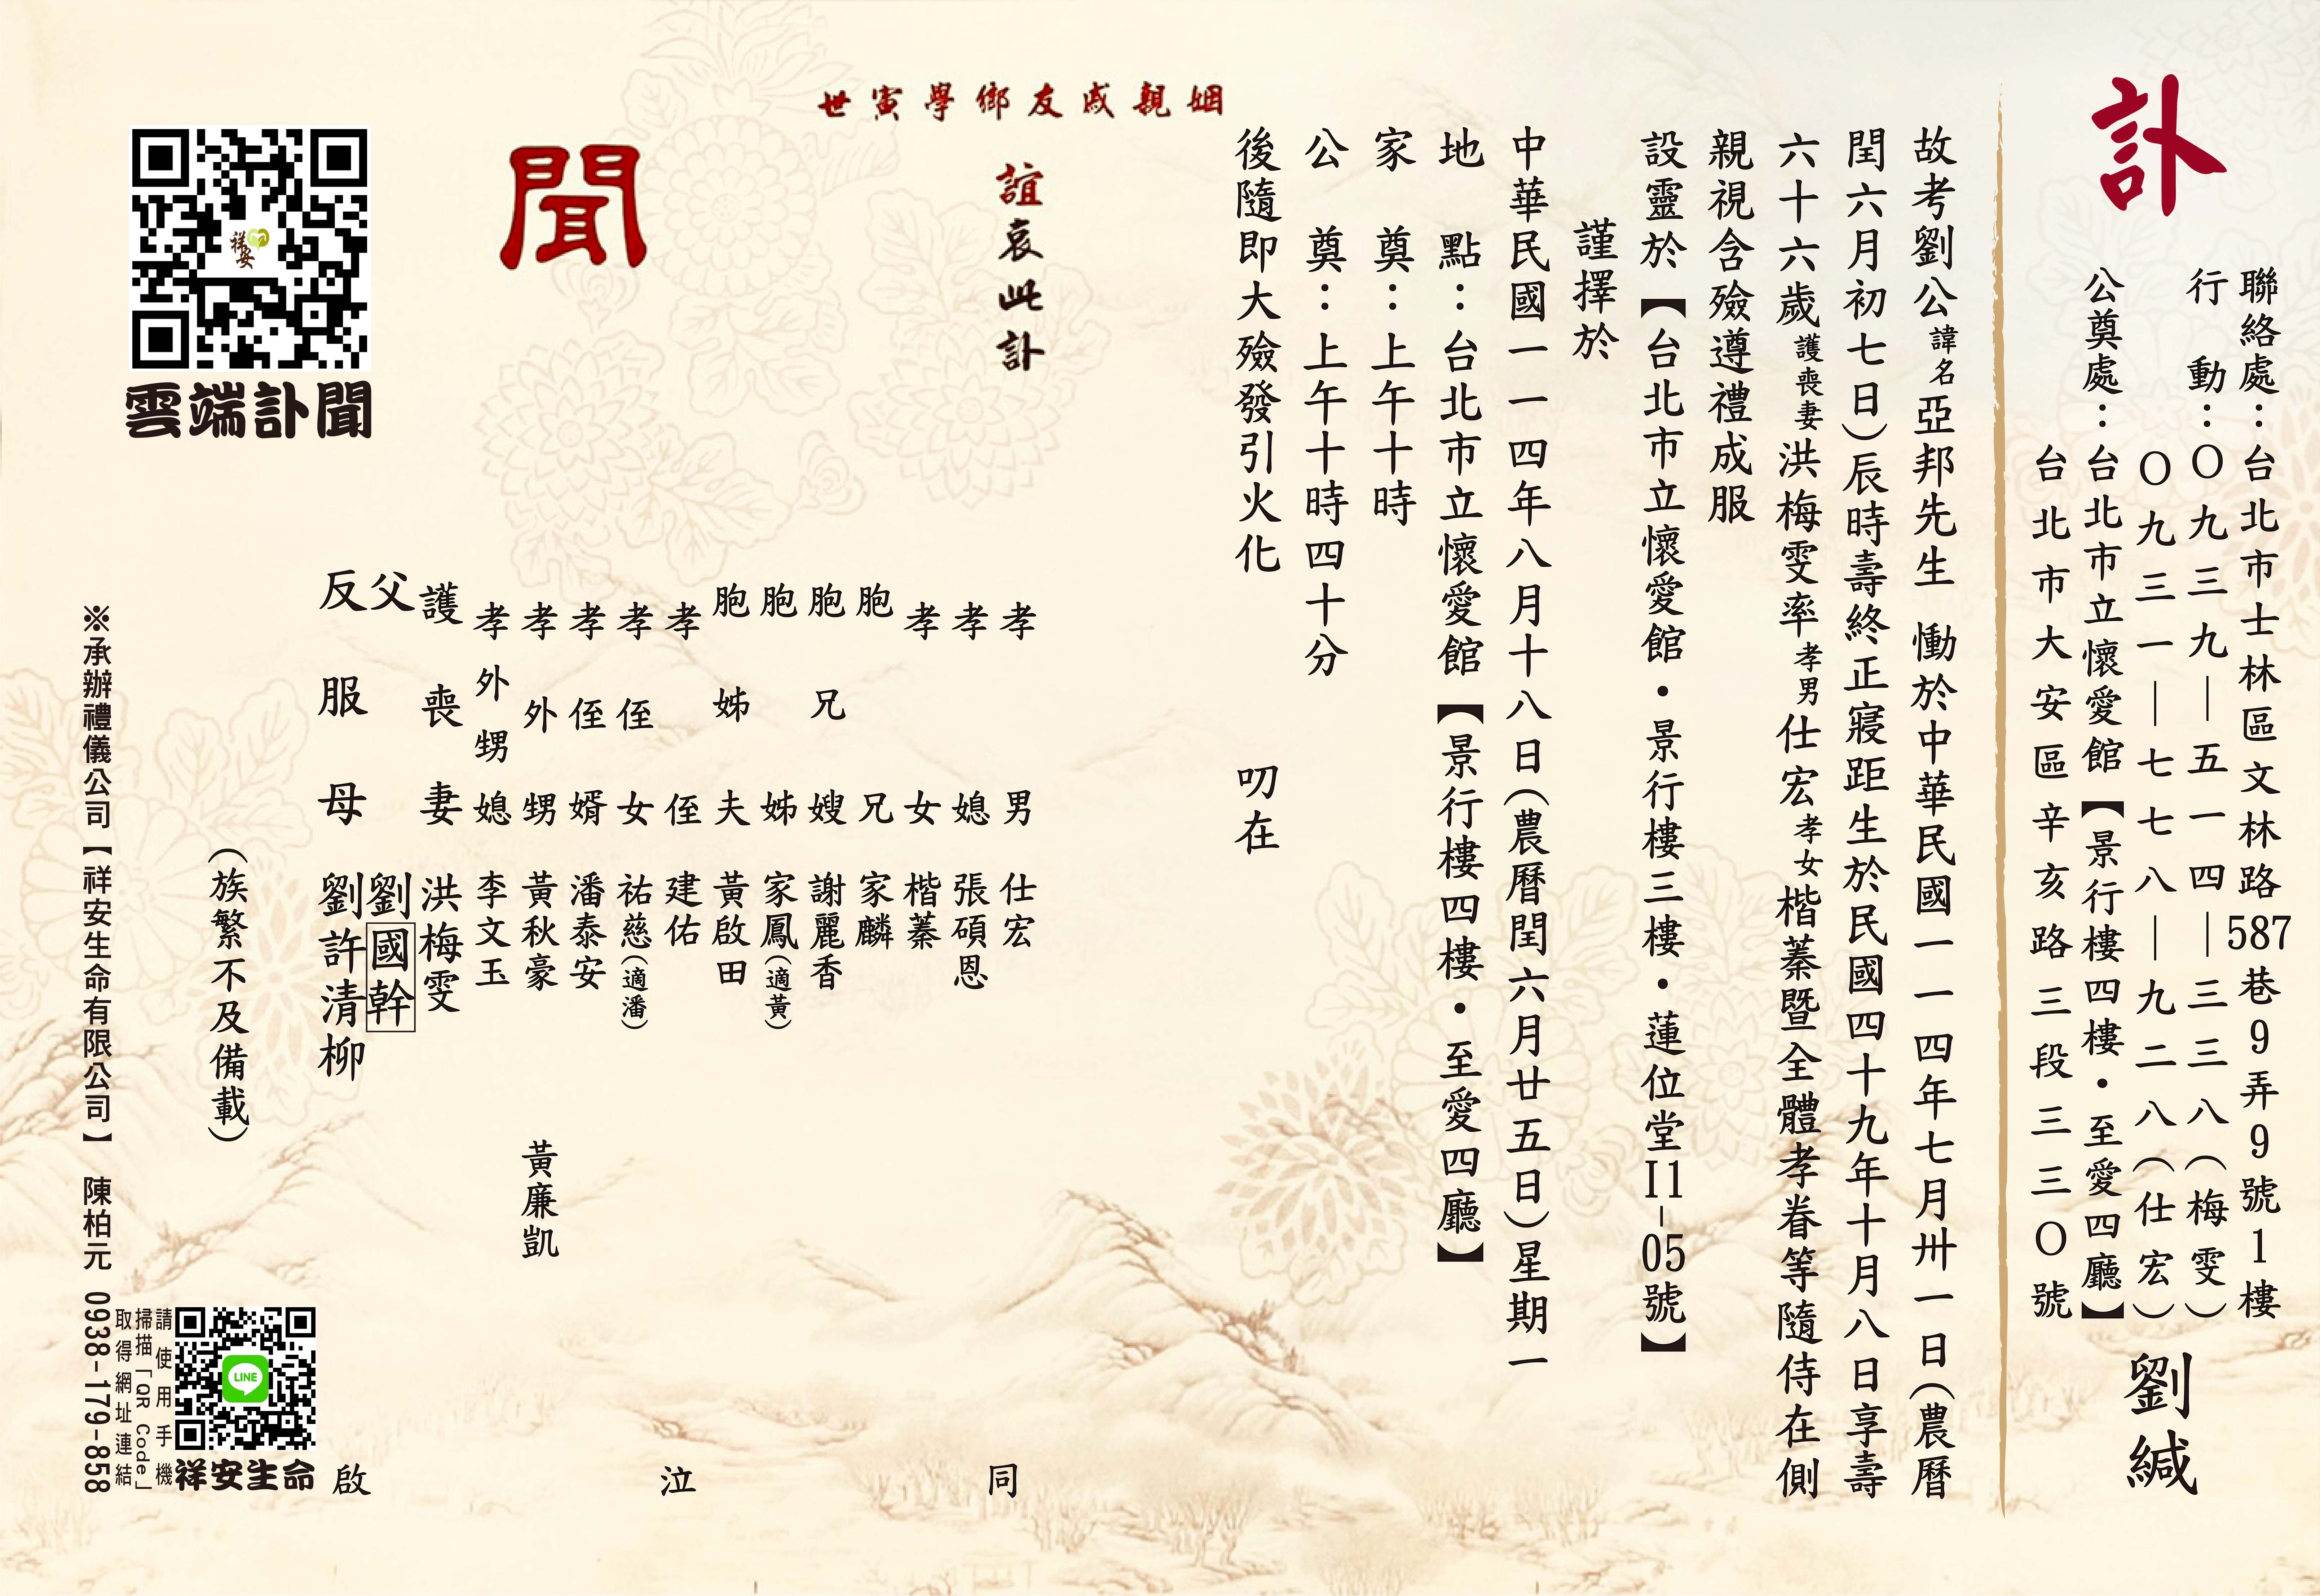 訃
聯絡處：台北市士林區文林路587巷9弄9號1樓
行　動：〇九三九－五一四－三三八（梅雯）
〇九三一－七七八－九二八（仕宏）
公奠處：台北市立懷愛館【景行樓四樓・至愛四廳】
台北市大安區辛亥路三段三三〇號
劉緘
故考劉公諱名亞邦先生　慟於中華民國一一四年七月卅一日（農曆
閏六月初七日）辰時壽終正寢距生於民國四十九年十月八日享壽
六十六歲護喪妻洪梅雯率孝男仕宏孝女楷蓁暨全體孝眷等隨侍在側
親視含殮遵禮成服
設靈於【台北市立懷愛館・景行樓三樓・蓮位堂I1-05號】
謹擇於
中華民國一一四年八月十八日（農曆閏六月廿五日）星期一
地　點：台北市立懷愛館【景行樓四樓・至愛四廳】
家　奠：上午十時
公　奠：上午十時四十分
後隨即大殮發引火化　叨在
姻親戚友鄉學寅世
誼哀此訃
聞
孝男　仕宏
孝媳　張碩恩
孝女　楷蓁
胞兄　家麟
胞兄嫂　謝麗香
胞姊　家鳳（適黃）
胞姊夫　黃啟田
孝侄　建佑
孝侄女　祐慈（適潘）
孝侄婿　潘泰安
孝外甥　黃秋豪　黃廉凱
孝外甥媳　李文玉
護喪妻　洪梅雯
父　劉國幹
反服母　劉許清柳
同泣啟
（族繁不及備載）
雲端訃聞
祥安
※承辦禮儀公司【祥安生命有限公司】　陳柏元　0938-179-858
請使用手機
掃描「QR Code」
取得網址連結
LINE
祥安生命